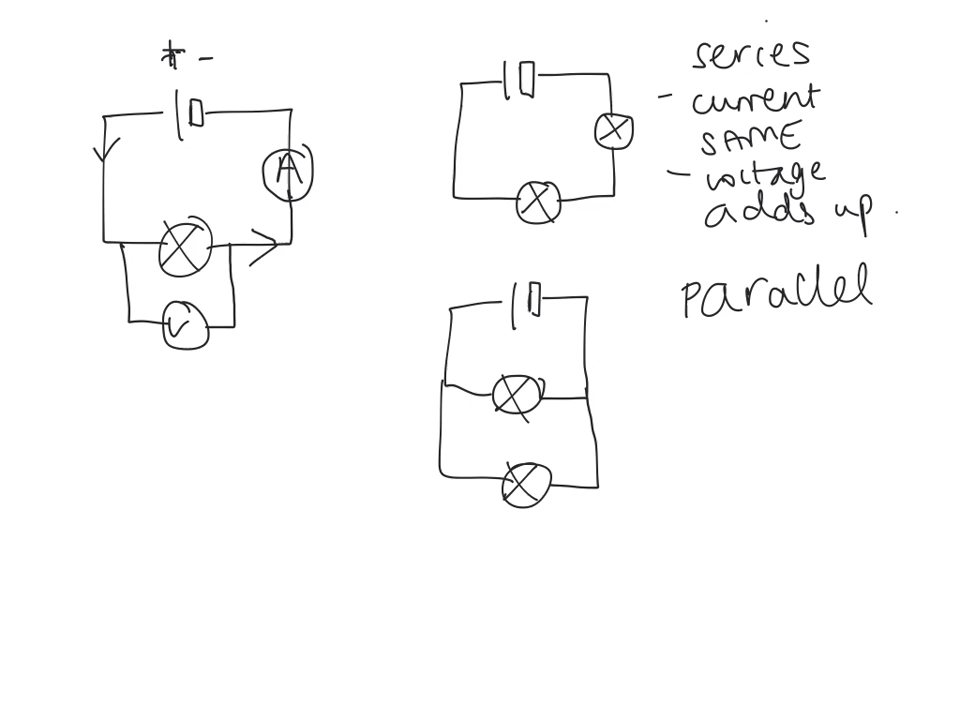 + -
A
V
series
- current
SAME
- voltage
adds up.
parallel